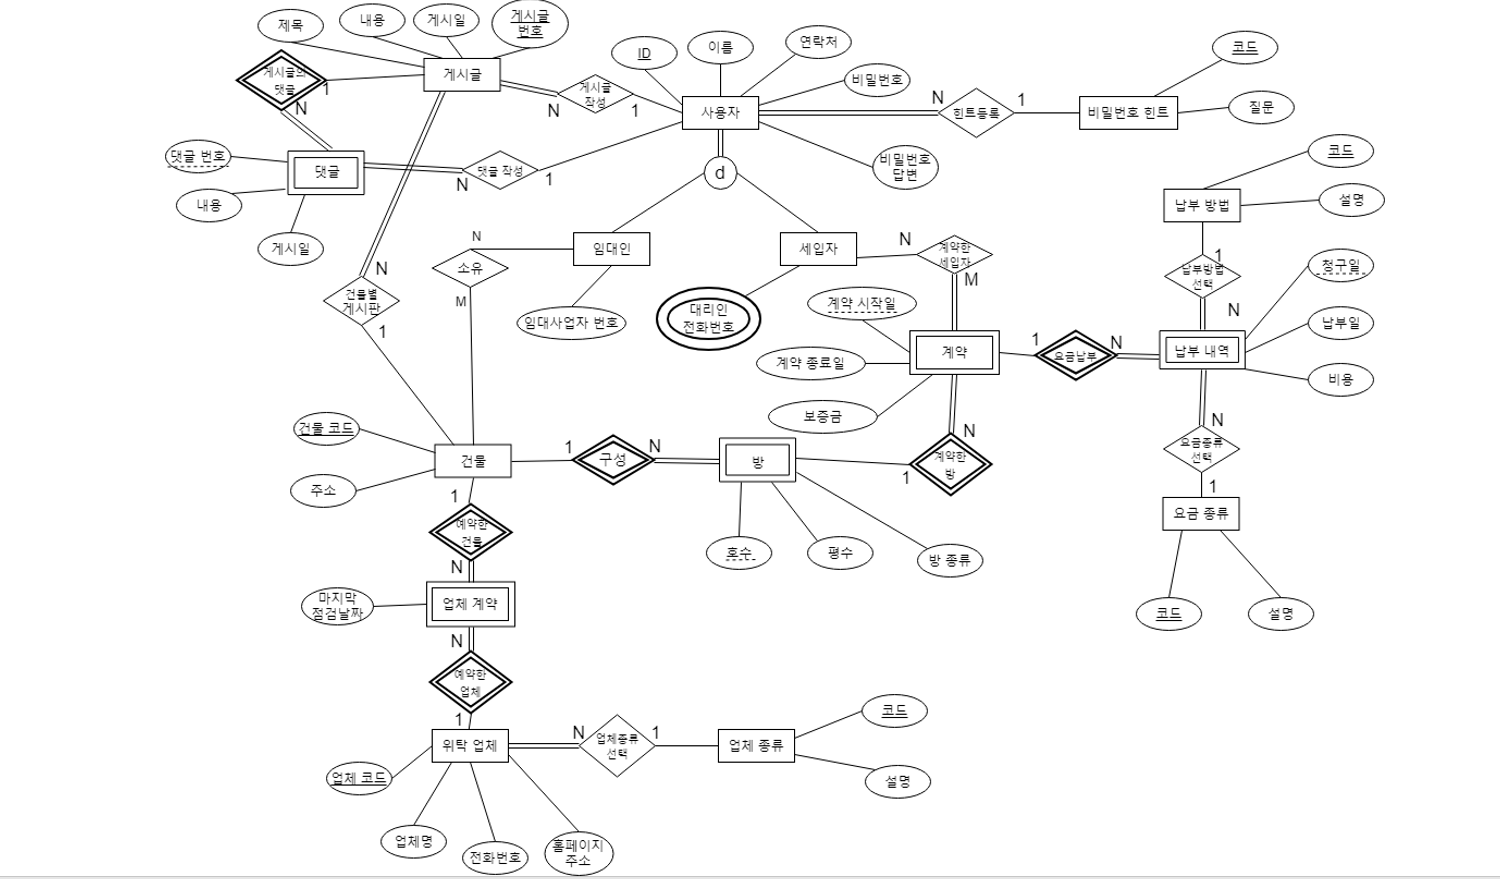 제목
내용
게시일
게시글
번호
게시글의
댓글
1
N
게시글
N
게시글
작성
1
ID
이름
연락처
비밀번호
사용자
N
힌트등록
1
비밀번호 힌트
코드
질문
비밀번호
답변
댓글 번호
댓글
내용
게시일
N
댓글 작성
1
d
임대인
임대사업자 번호
세입자
대리인
전화번호
N
소유
M
N
건물별
게시판
1
N
계약한
세입자
M
계약 시작일
계약 종료일
보증금
계약
1
요금납부
N
납부 내역
코드
설명
납부 방법
1
납부방법
선택
N
청구일
납부일
비용
N
요금종류
선택
1
요금 종류
코드
설명
N
계약한
방
1
건물 코드
주소
건물
1
구성
N
방
호수
평수
방 종류
1
예약한
건물
N
마지막
점검날짜
업체 계약
N
예약한
업체
1
위탁 업체
N
업체종류
선택
1
업체 종류
코드
설명
업체 코드
업체명
전화번호
홈페이지
주소